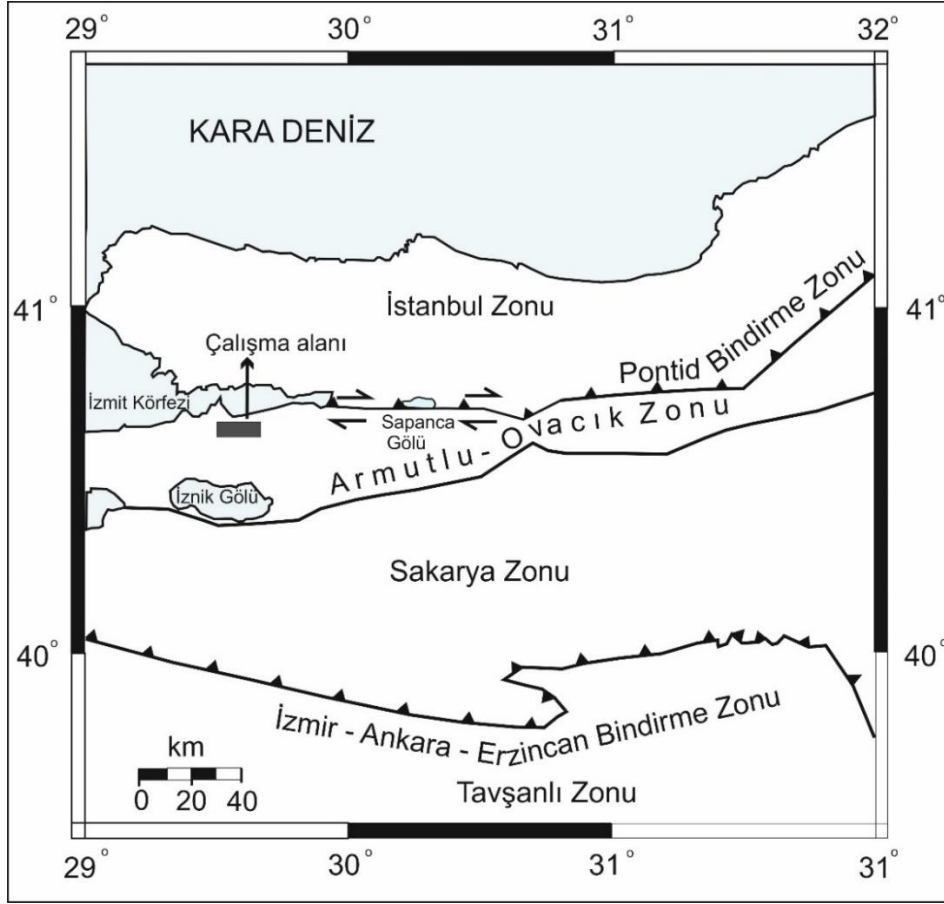 29° 30° 31° 32°
KARA DENİZ
41° 41°
İstanbul Zonu
Pontid Bindirme Zonu
Çalışma alanı
İzmit Körfezi
Sapanca
Gölü
Armutlu- Ovacık Zonu
İznik Gölü
Sakarya Zonu
40° 40°
İzmir - Ankara - Erzincan Bindirme Zonu
km
0 20 40
Tavşanlı Zonu
29° 30° 31° 31°